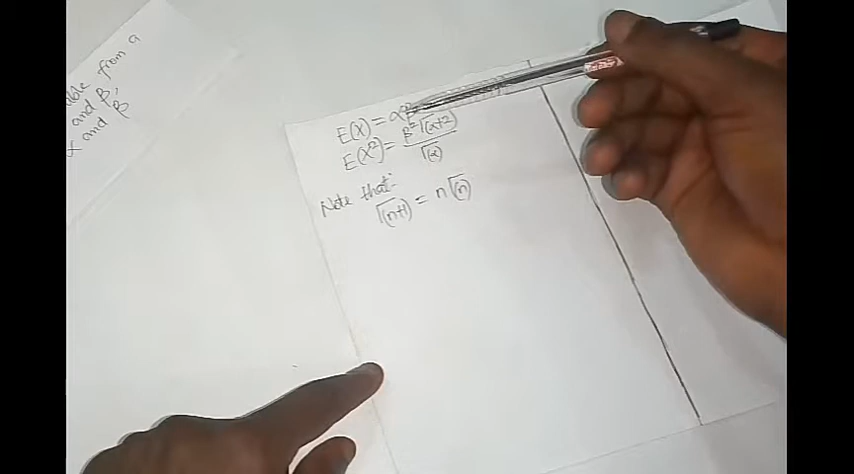 able from a
and β,
α and β
E(X) = αβ
E(X²) = β²Γ(α+2)
Γ(α)
Note that:
Γ(n+1) = nΓ(n)